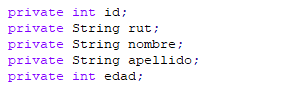 private int id;
private String rut;
private String nombre;
private String apellido;
private int edad;